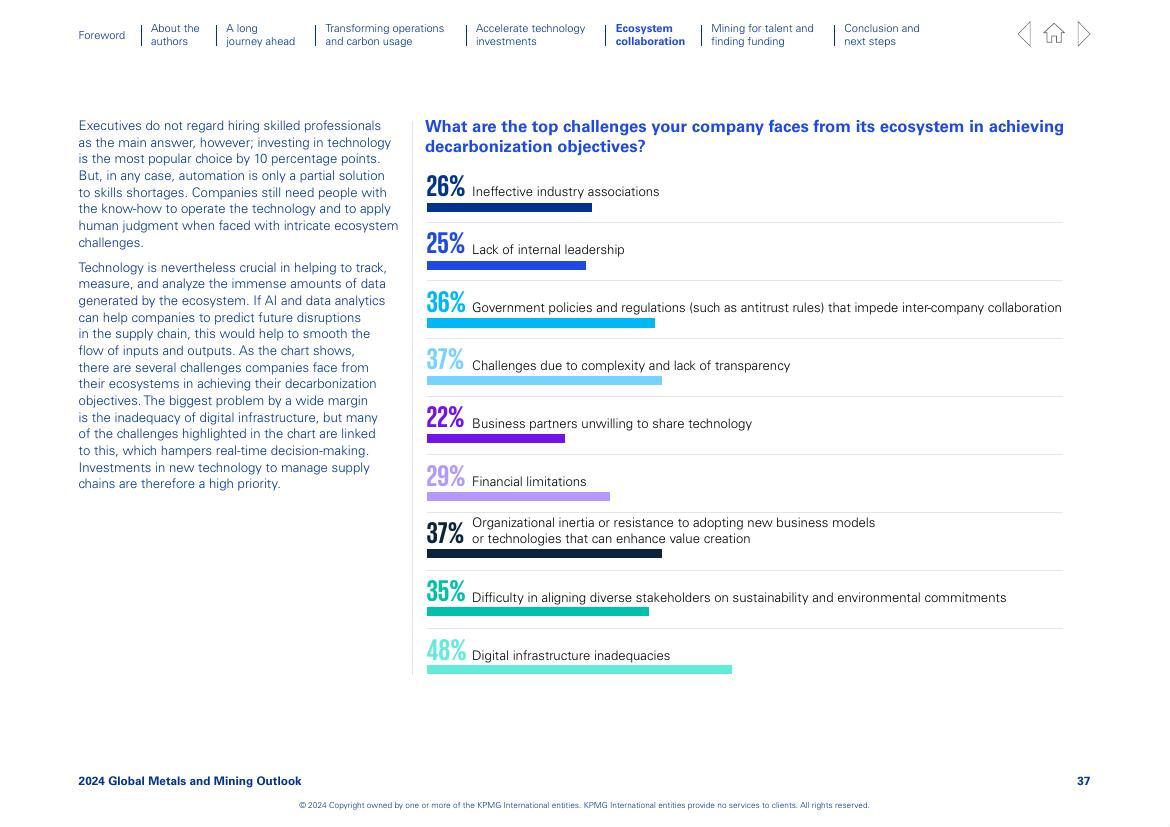 Foreword
About the
authors
A long
journey ahead
Transforming operations
and carbon usage
Accelerate technology
investments
Ecosystem
collaboration
Mining for talent and
finding funding
Conclusion and
next steps
Executives do not regard hiring skilled professionals
as the main answer, however; investing in technology
is the most popular choice by 10 percentage points.
But, in any case, automation is only a partial solution
to skills shortages. Companies still need people with
the know-how to operate the technology and to apply
human judgment when faced with intricate ecosystem
challenges.
Technology is nevertheless crucial in helping to track,
measure, and analyze the immense amounts of data
generated by the ecosystem. If AI and data analytics
can help companies to predict future disruptions
in the supply chain, this would help to smooth the
flow of inputs and outputs. As the chart shows,
there are several challenges companies face from
their ecosystems in achieving their decarbonization
objectives. The biggest problem by a wide margin
is the inadequacy of digital infrastructure, but many
of the challenges highlighted in the chart are linked
to this, which hampers real-time decision-making.
Investments in new technology to manage supply
chains are therefore a high priority.
What are the top challenges your company faces from its ecosystem in achieving
decarbonization objectives?
26% Ineffective industry associations
25% Lack of internal leadership
36% Government policies and regulations (such as antitrust rules) that impede inter-company collaboration
37% Challenges due to complexity and lack of transparency
22% Business partners unwilling to share technology
29% Financial limitations
37% Organizational inertia or resistance to adopting new business models
or technologies that can enhance value creation
35% Difficulty in aligning diverse stakeholders on sustainability and environmental commitments
48% Digital infrastructure inadequacies
2024 Global Metals and Mining Outlook
37
© 2024 Copyright owned by one or more of the KPMG International entities. KPMG International entities provide no services to clients. All rights reserved.